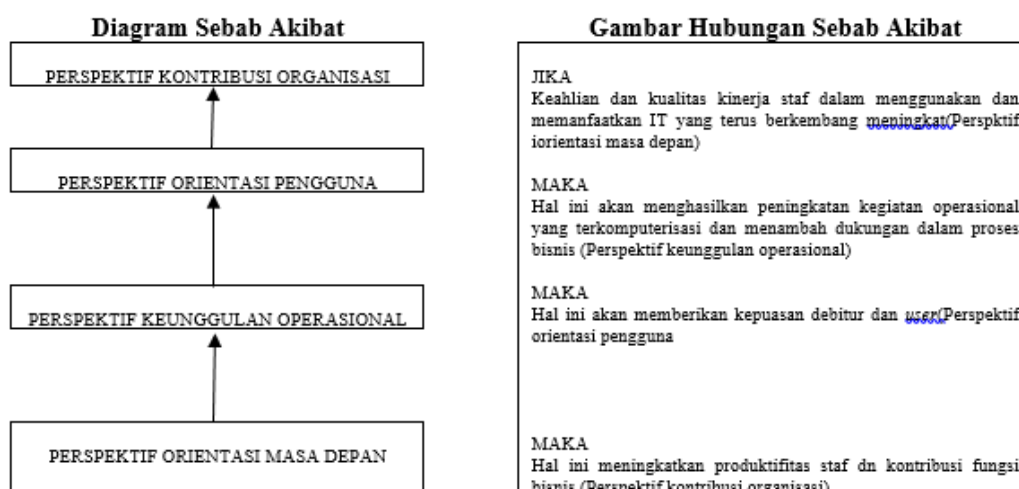 Diagram Sebab Akibat
PERSPEKTIF KONTRIBUSI ORGANISASI
PERSPEKTIF ORIENTASI PENGGUNA
PERSPEKTIF KEUNGGULAN OPERASIONAL
PERSPEKTIF ORIENTASI MASA DEPAN
Gambar Hubungan Sebab Akibat
JIKA
Keahlian dan kualitas kinerja staf dalam menggunakan dan
memanfaatkan IT yang terus berkembang meningkat(Perspktif
iorientasi masa depan)
MAKA
Hal ini akan menghasilkan peningkatan kegiatan operasional
yang terkomputerisasi dan menambah dukungan dalam proses
bisnis (Perspektif keunggulan operasional)
MAKA
Hal ini akan memberikan kepuasan debitur dan user(Perspektif
orientasi pengguna
MAKA
Hal ini meningkatkan produktifitas staf dn kontribusi fungsi
bisnis (Perspektif kontribusi organisasi)